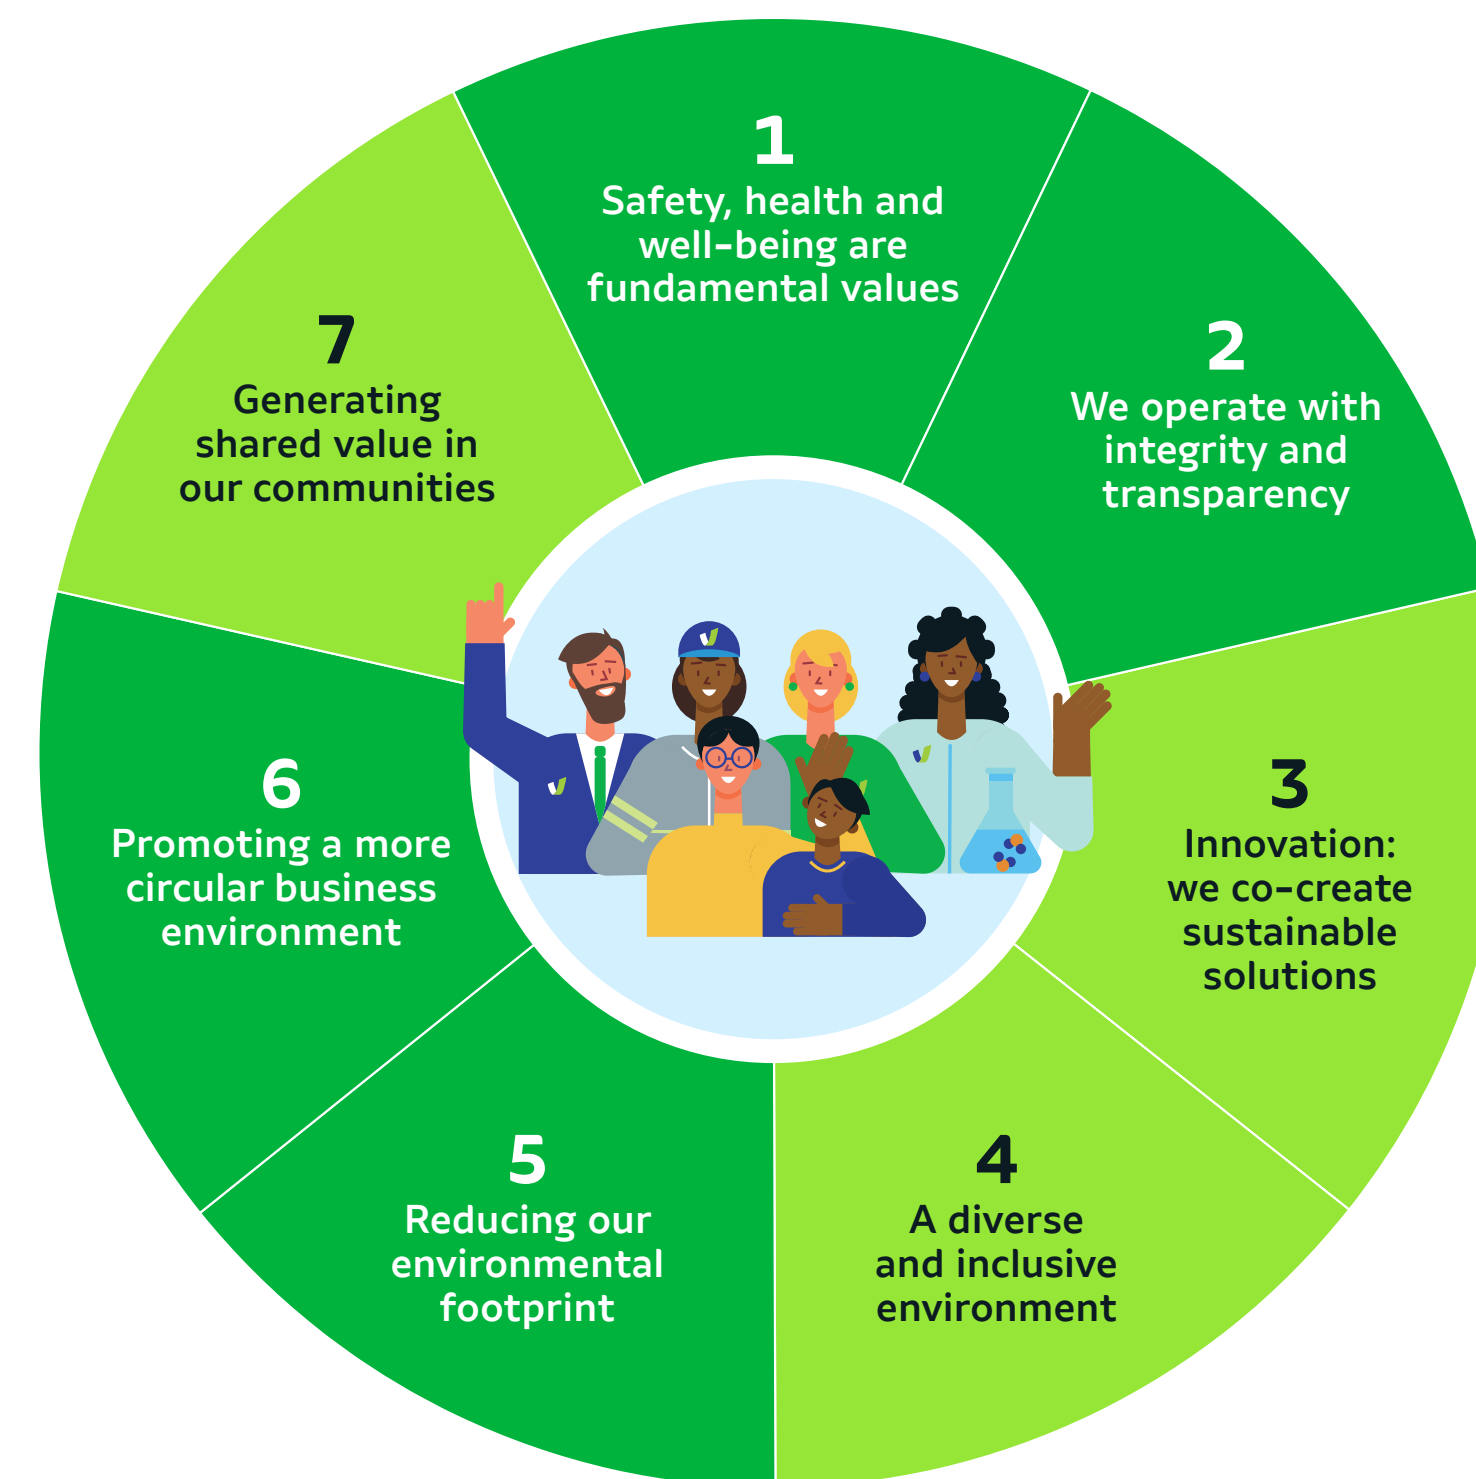 1
Safety, health and
well-being are
fundamental values
2
We operate with
integrity and
transparency
3
Innovation:
we co-create
sustainable
solutions
4
A diverse
and inclusive
environment
5
Reducing our
environmental
footprint
6
Promoting a more
circular business
environment
7
Generating
shared value in
our communities